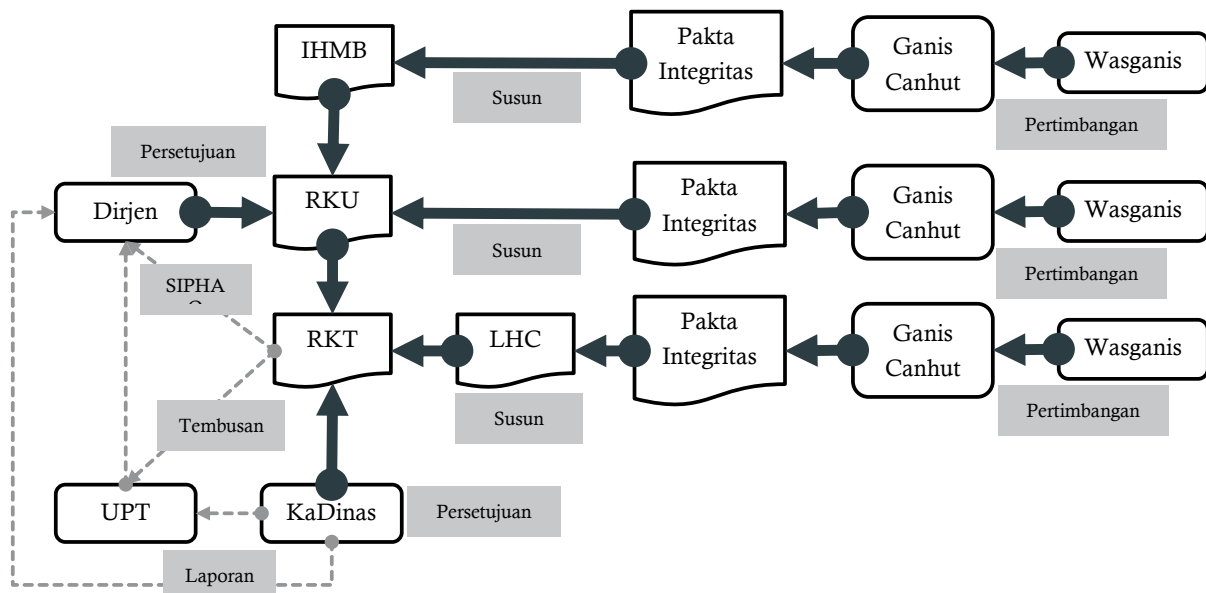 IHMB
Pakta
Integritas
Ganis
Canhut
Wasganis
Susun
Pertimbangan
Persetujuan
Dirjen
RKU
Pakta
Integritas
Ganis
Canhut
Wasganis
Susun
Pertimbangan
SIPHA
RKT
LHC
Pakta
Integritas
Ganis
Canhut
Wasganis
Tembusan
Susun
Pertimbangan
UPT
KaDinas
Persetujuan
Laporan